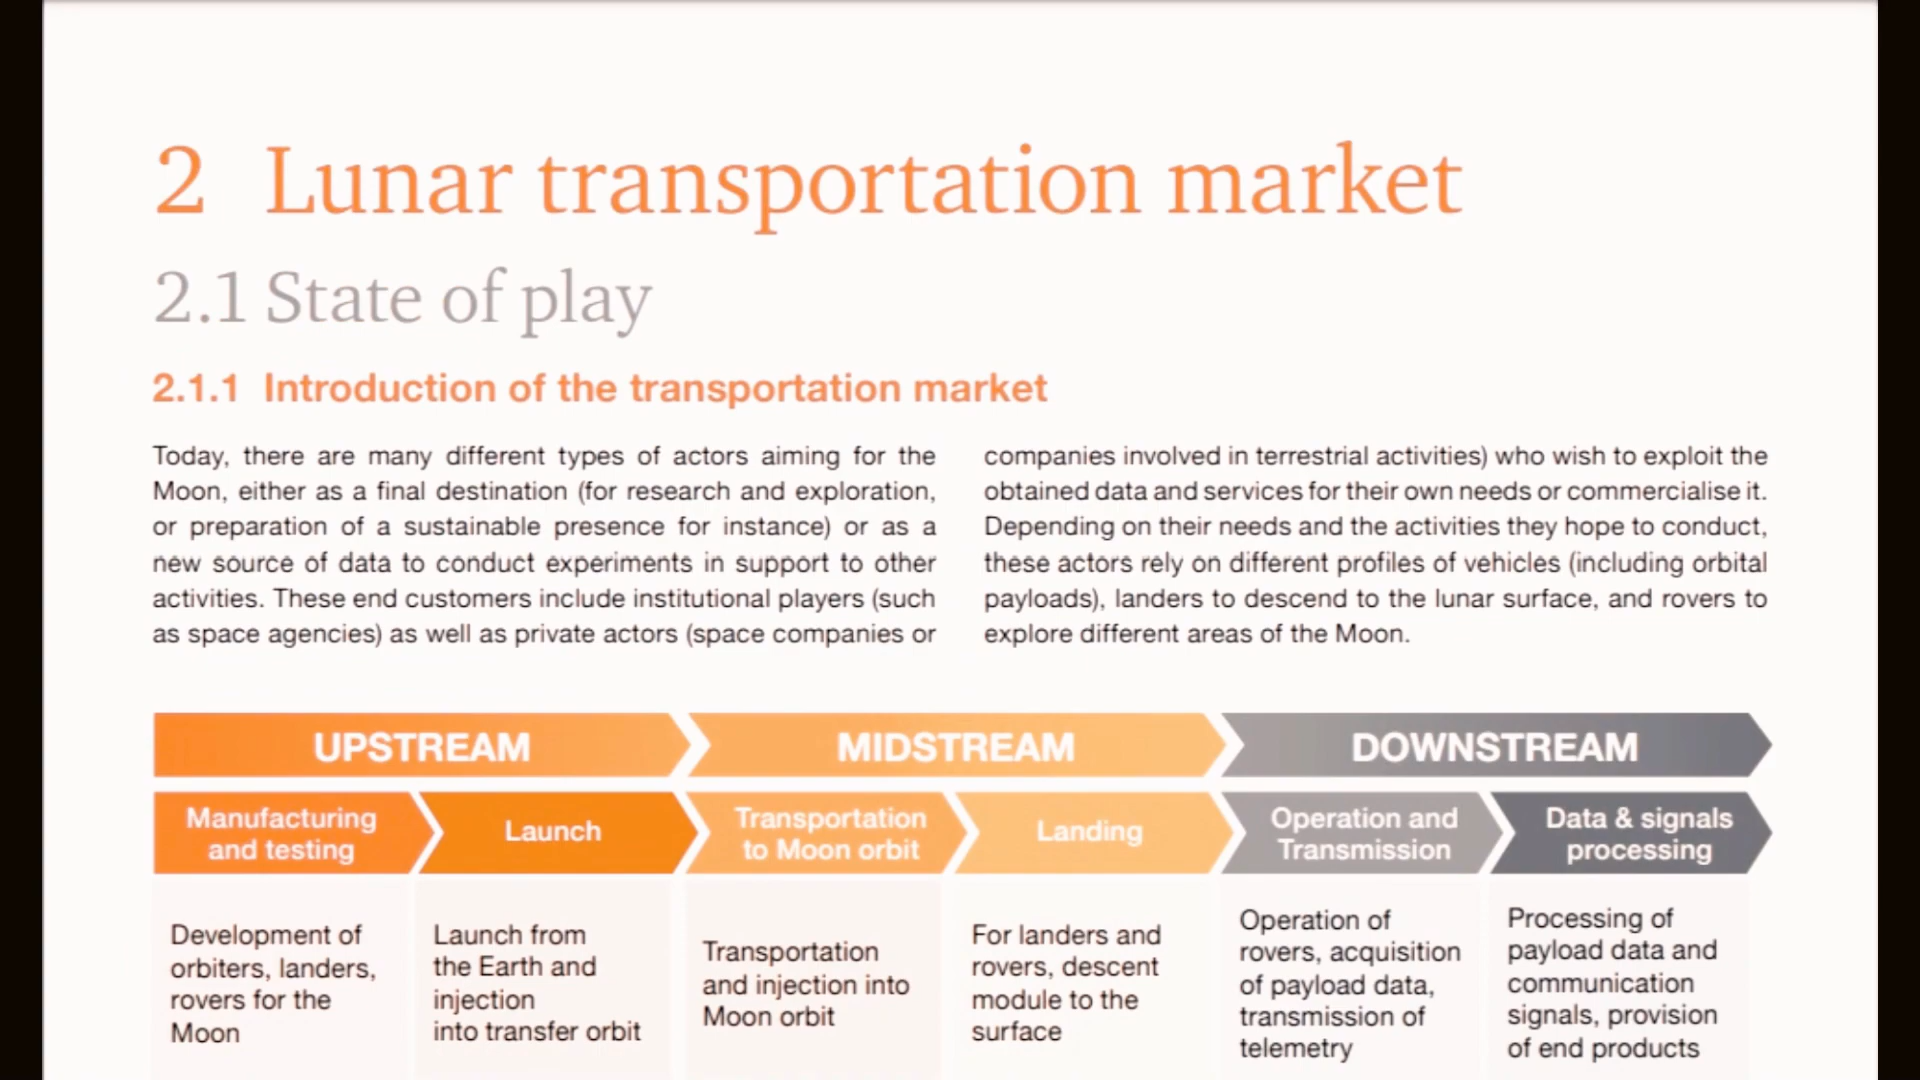 2 Lunar transportation market
2.1 State of play
2.1.1 Introduction of the transportation market
Today, there are many different types of actors aiming for the
Moon, either as a final destination (for research and exploration,
or preparation of a sustainable presence for instance) or as a
new source of data to conduct experiments in support to other
activities. These end customers include institutional players (such
as space agencies) as well as private actors (space companies or
companies involved in terrestrial activities) who wish to exploit the
obtained data and services for their own needs or commercialise it.
Depending on their needs and the activities they hope to conduct,
these actors rely on different profiles of vehicles (including orbital
payloads), landers to descend to the lunar surface, and rovers to
explore different areas of the Moon.
UPSTREAM
MIDSTREAM
DOWNSTREAM
Manufacturing
and testing
Launch
Transportation
to Moon orbit
Landing
Operation and
Transmission
Data & signals
processing
Development of
orbiters, landers,
rovers for the
Moon
Launch from
the Earth and
injection
into transfer orbit
Transportation
and injection into
Moon orbit
For landers and
rovers, descent
module to the
surface
Operation of
rovers, acquisition
of payload data,
transmission of
telemetry
Processing of
payload data and
communication
signals, provision
of end products